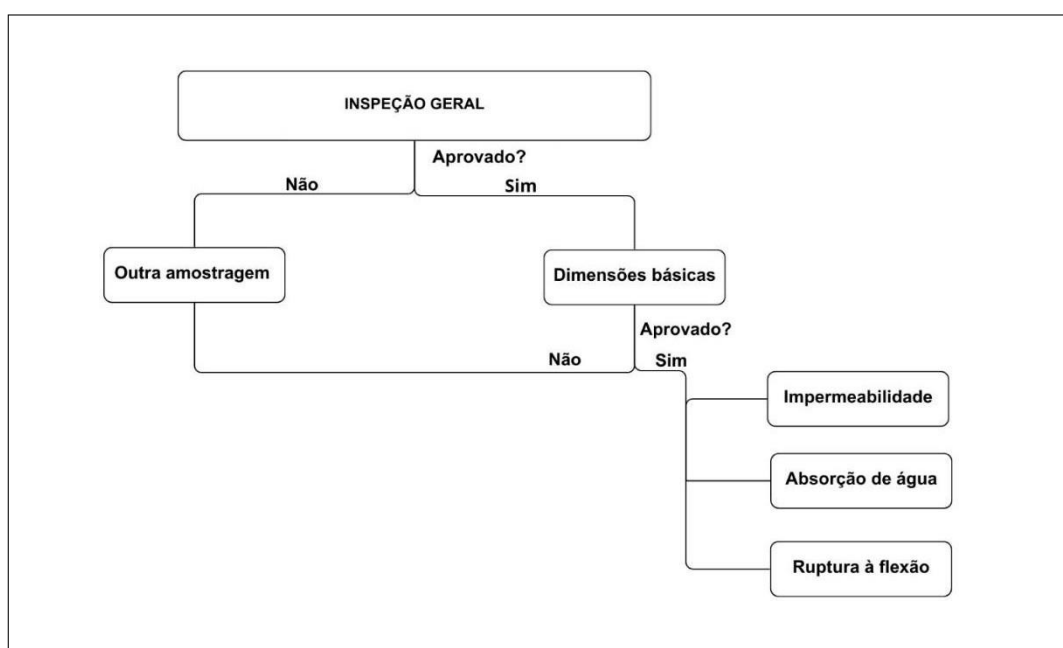 INSPEÇÃO GERAL
Aprovado?
Não
Sim
Outra amostragem
Dimensões básicas
Aprovado?
Não
Sim
Impermeabilidade
Absorção de água
Ruptura à flexão